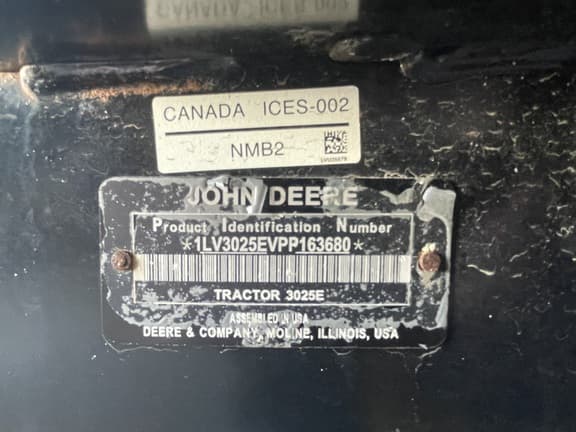 CANADA ICES-002
NMB2
JOHN DEERE
Product Identification Number
*1LV3025EVPP163680*
TRACTOR 3025E
ASSEMBLED IN USA
DEERE & COMPANY, MOLINE, ILLINOIS, USA